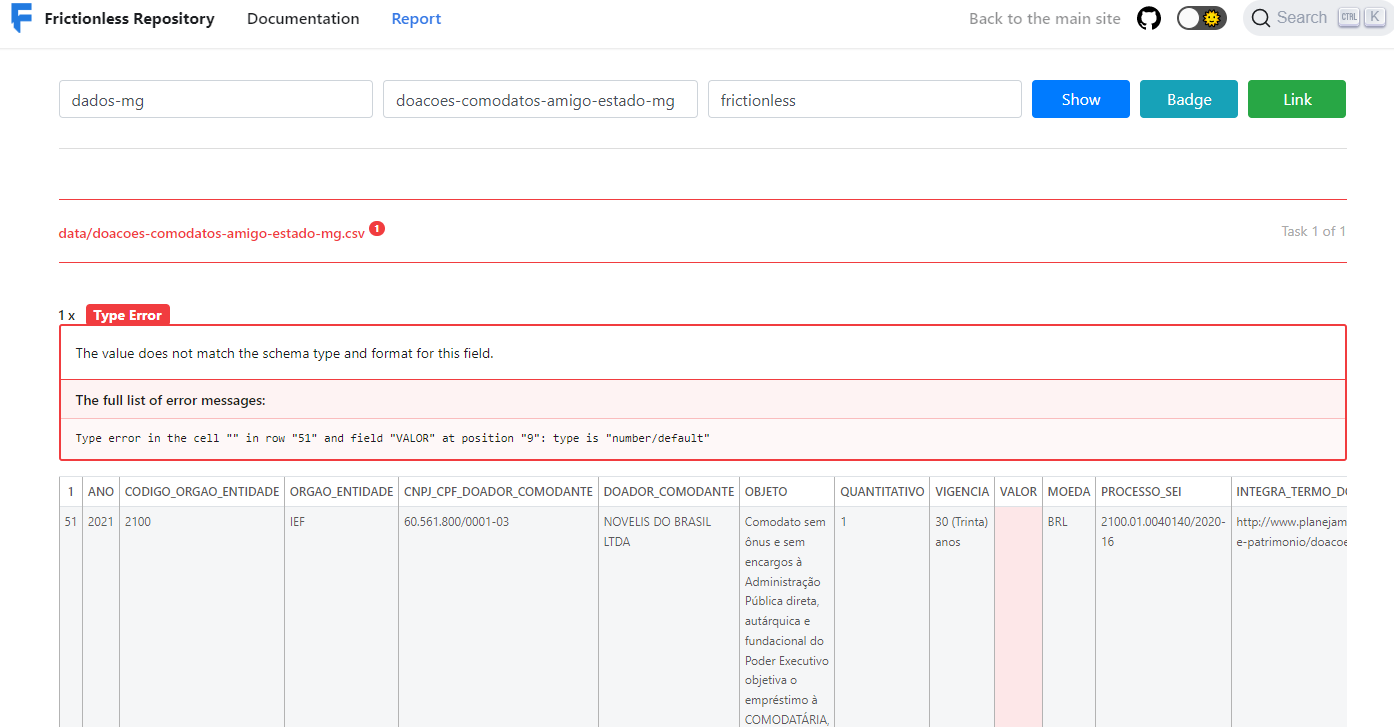 Frictionless Repository Documentation Report Back to the main site Search CTRL K
dados-mg doacoes-comodatos-amigo-estado-mg frictionless Show Badge Link
data/doacoes-comodatos-amigo-estado-mg.csv 1 Task 1 of 1
1 x Type Error
The value does not match the schema type and format for this field.
The full list of error messages:
Type error in the cell "" in row "51" and field "VALOR" at position "9": type is "number/default"
1 ANO CODIGO_ORGAO_ENTIDADE ORGAO_ENTIDADE CNPJ_CPF_DOADOR_COMODANTE DOADOR_COMODANTE OBJETO QUANTITATIVO VIGENCIA VALOR MOEDA PROCESSO_SEI INTEGRA_TERMO_DO
51 2021 2100 IEF 60.561.800/0001-03 NOVELIS DO BRASIL Comodato sem 1 30 (Trinta) BRL 2100.01.0040140/2020- http://www.planejam
LTDA ônus e sem anos 16 e-patrimonio/doacoe
encargos à
Administração
Pública direta,
autárquica e
fundacional do
Poder Executivo
objetiva o
empréstimo à
COMODATÁRIA,